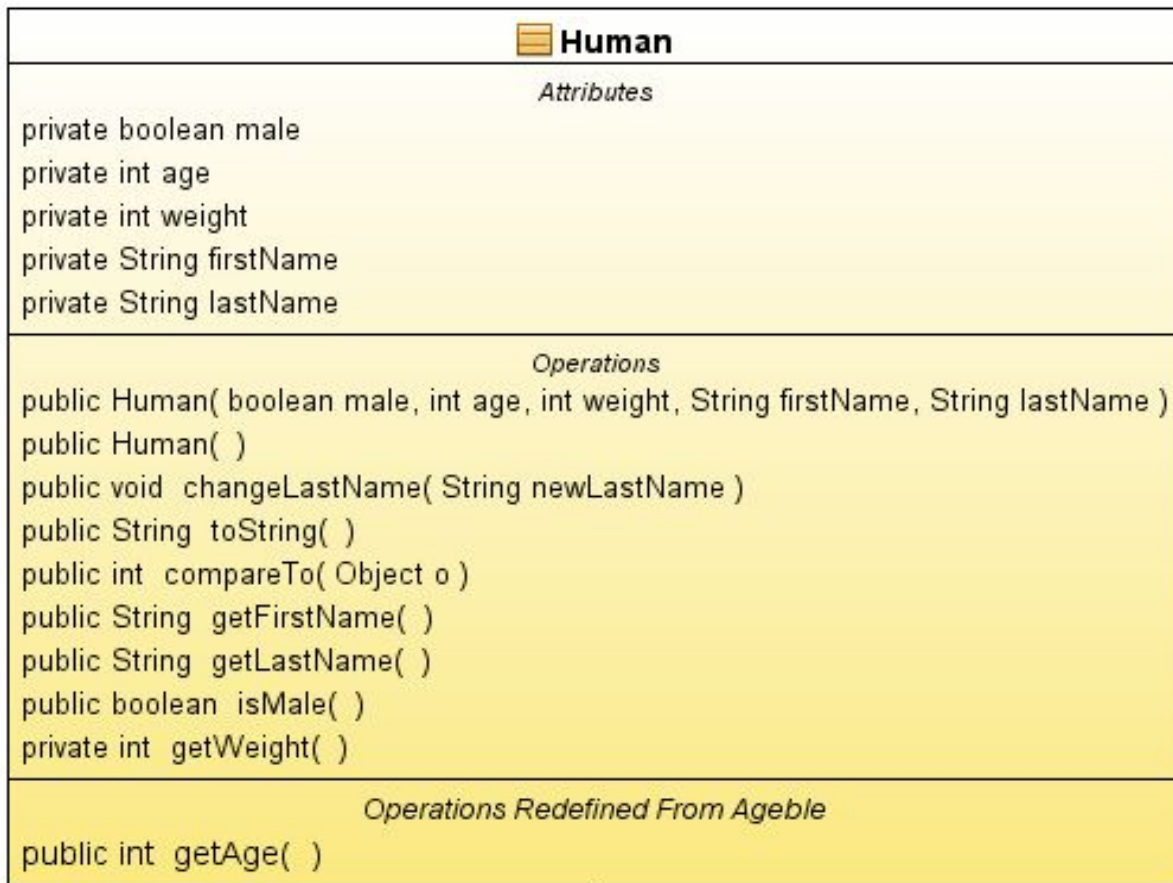 Human
Attributes
private boolean male
private int age
private int weight
private String firstName
private String lastName
Operations
public Human( boolean male, int age, int weight, String firstName, String lastName )
public Human(  )
public void  changeLastName( String newLastName )
public String  toString(  )
public int  compareTo( Object o )
public String  getFirstName(  )
public String  getLastName(  )
public boolean  isMale(  )
private int  getWeight(  )
Operations Redefined From Ageble
public int  getAge(  )